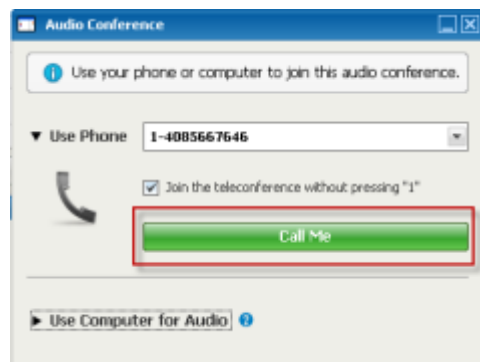 Audio Conference
Use your phone or computer to join this audio conference.
Use Phone
1-4085667646
Join the teleconference without pressing "1"
Call Me
Use Computer for Audio